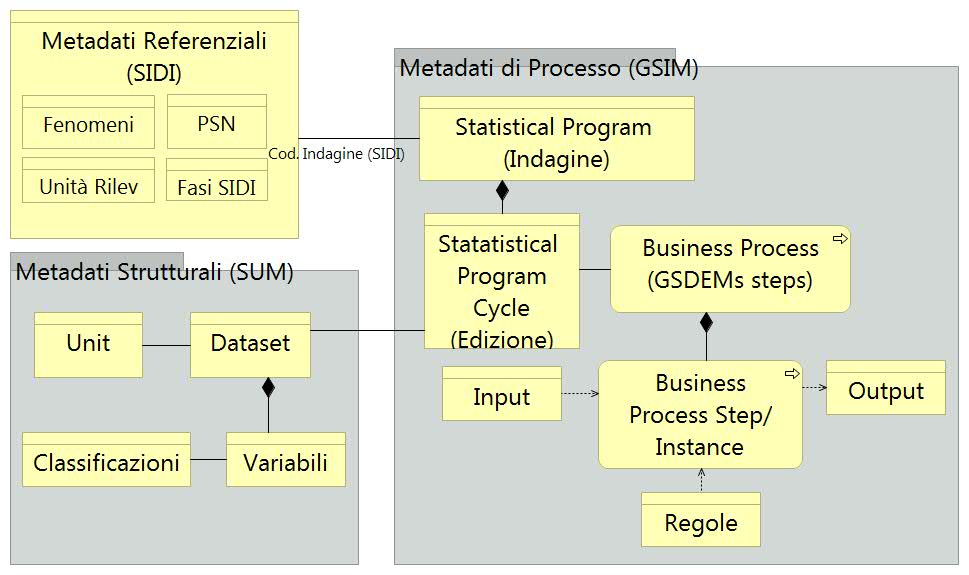 Metadati Referenziali
(SIDI)
Fenomeni
PSN
Unità Rilev
Fasi SIDI
Cod. Indagine (SIDI)
Metadati di Processo (GSIM)
Statistical Program
(Indagine)
Statatistical
Program
Cycle
(Edizione)
Business Process
(GSDEMs steps)
Business
Process Step/
Instance
Input
Output
Regole
Metadati Strutturali (SUM)
Unit
Dataset
Classificazioni
Variabili